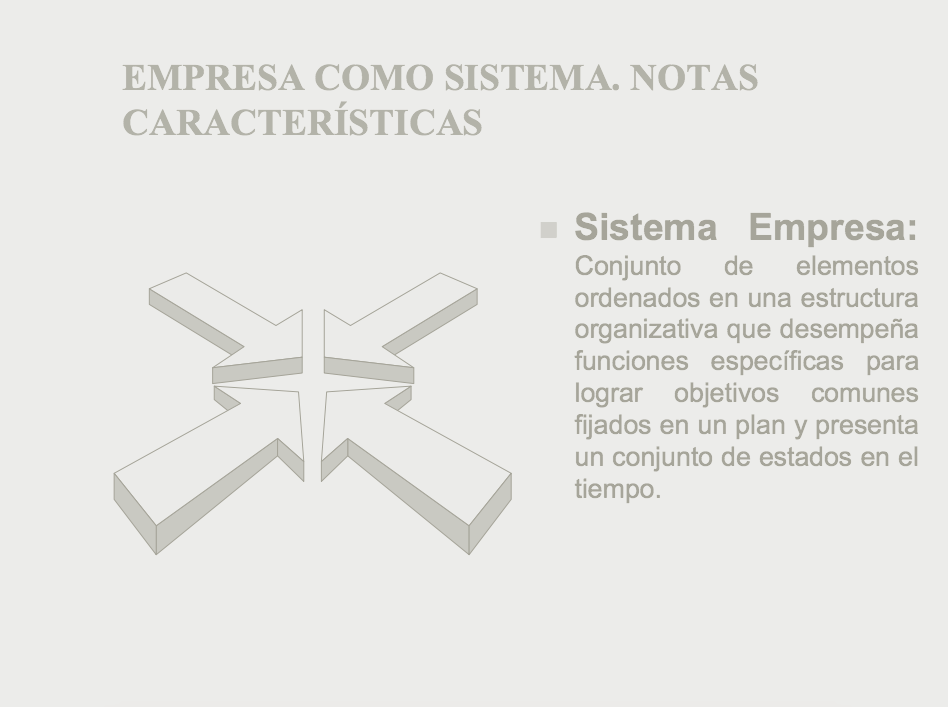 EMPRESA COMO SISTEMA. NOTAS
CARACTERÍSTICAS
Sistema Empresa:
Conjunto de elementos
ordenados en una estructura
organizativa que desempeña
funciones específicas para
lograr objetivos comunes
fijados en un plan y presenta
un conjunto de estados en el
tiempo.